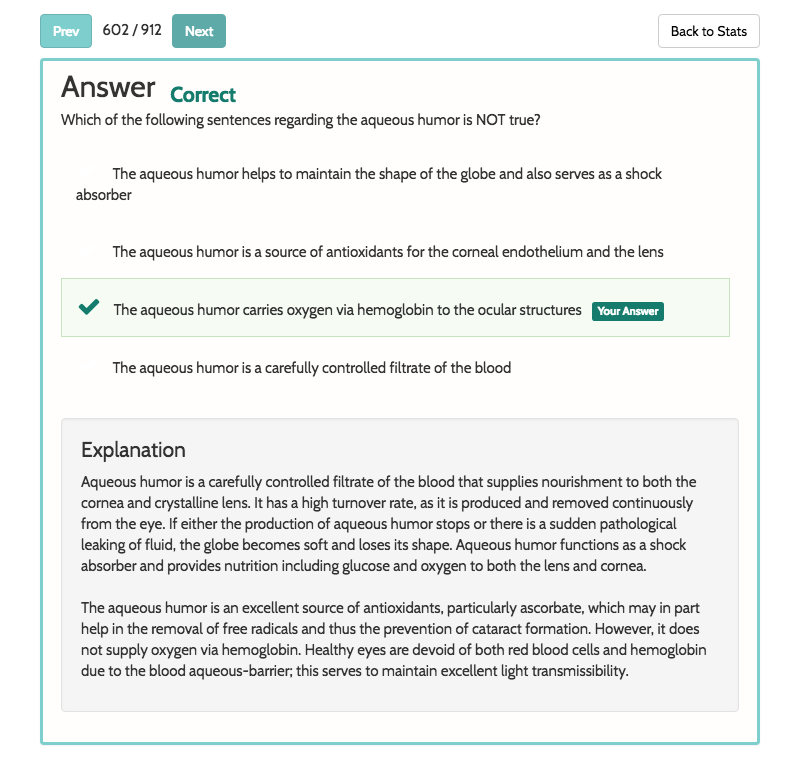 Prev 602 / 912 Next Back to Stats
Answer Correct
Which of the following sentences regarding the aqueous humor is NOT true?
The aqueous humor helps to maintain the shape of the globe and also serves as a shock
absorber
The aqueous humor is a source of antioxidants for the corneal endothelium and the lens
The aqueous humor carries oxygen via hemoglobin to the ocular structures Your Answer
The aqueous humor is a carefully controlled filtrate of the blood
Explanation
Aqueous humor is a carefully controlled filtrate of the blood that supplies nourishment to both the
cornea and crystalline lens. It has a high turnover rate, as it is produced and removed continuously
from the eye. If either the production of aqueous humor stops or there is a sudden pathological
leaking of fluid, the globe becomes soft and loses its shape. Aqueous humor functions as a shock
absorber and provides nutrition including glucose and oxygen to both the lens and cornea.
The aqueous humor is an excellent source of antioxidants, particularly ascorbate, which may in part
help in the removal of free radicals and thus the prevention of cataract formation. However, it does
not supply oxygen via hemoglobin. Healthy eyes are devoid of both red blood cells and hemoglobin
due to the blood aqueous-barrier; this serves to maintain excellent light transmissibility.